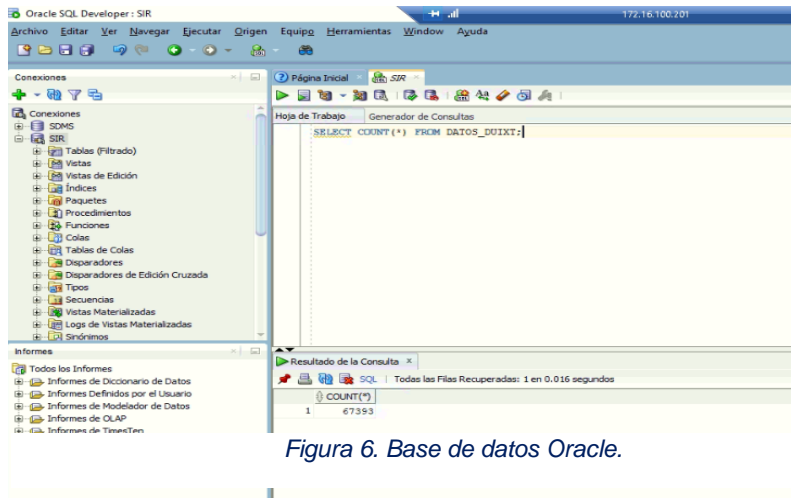 Oracle SQL Developer : SIR
172.16.100.201
Archivo Editar Ver Navegar Ejecutar Origen Equipo Herramientas Window Ayuda
Conexiones
Conexiones
SDMS
SIR
Tablas (Filtrado)
Vistas
Vistas de Edición
Índices
Paquetes
Procedimientos
Funciones
Colas
Tablas de Colas
Disparadores
Disparadores de Edición Cruzada
Tipos
Secuencias
Vistas Materializadas
Logs de Vistas Materializadas
Sinónimos
Informes
Todos los Informes
Informes de Diccionario de Datos
Informes Definidos por el Usuario
Informes de Modelador de Datos
Informes de OLAP
Informes de TimesTen
Página Inicial SIR
Hoja de Trabajo Generador de Consultas
SELECT COUNT(*) FROM DATOS_DUIXT;
Resultado de la Consulta
SQL | Todas las Filas Recuperadas: 1 en 0.016 segundos
COUNT(*)
1 67393
Figura 6. Base de datos Oracle.